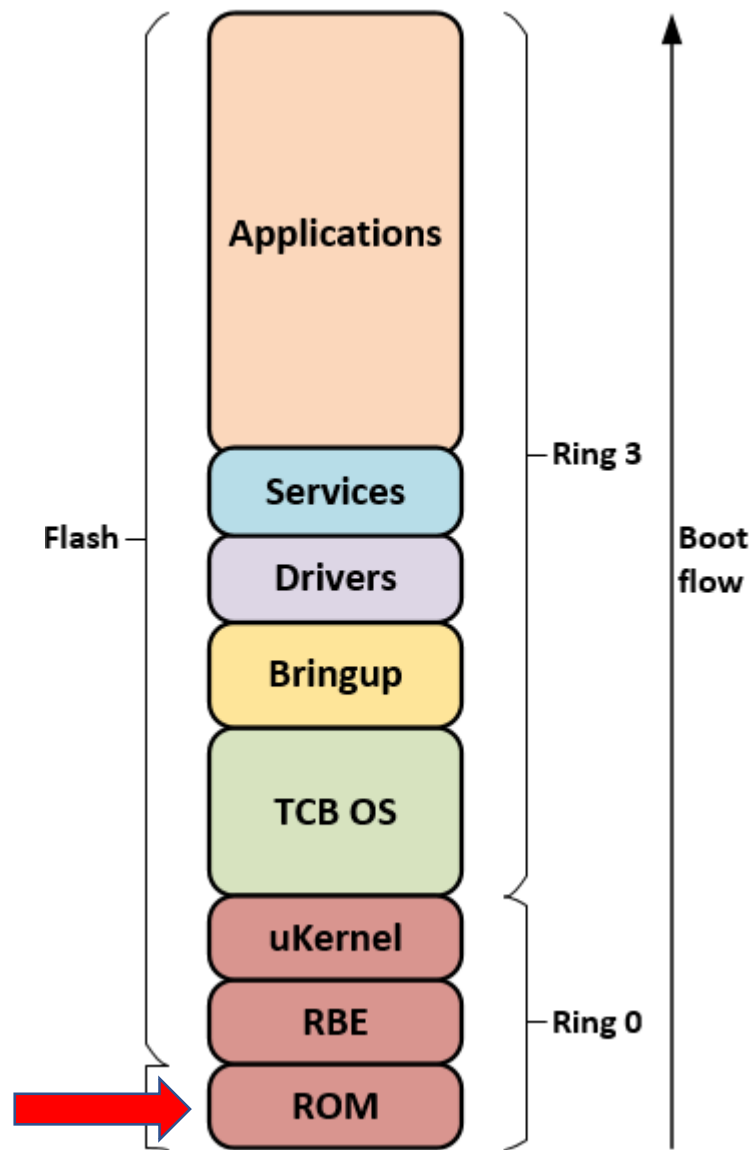 Applications
Ring 3
Services
Flash
Boot
flow
Drivers
Bringup
TCB OS
uKernel
RBE
Ring 0
ROM